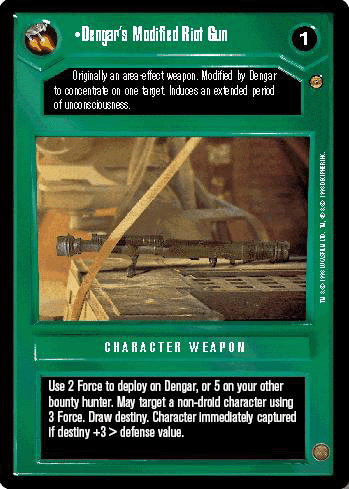 •Dengar's Modified Riot Gun
1
Originally an area-effect weapon. Modified by Dengar
to concentrate on one target. Induces an extended period
of unconsciousness.
CHARACTER WEAPON
Use 2 Force to deploy on Dengar, or 5 on your other
bounty hunter. May target a non-droid character using
3 Force. Draw destiny. Character immediately captured
if destiny +3 > defense value.